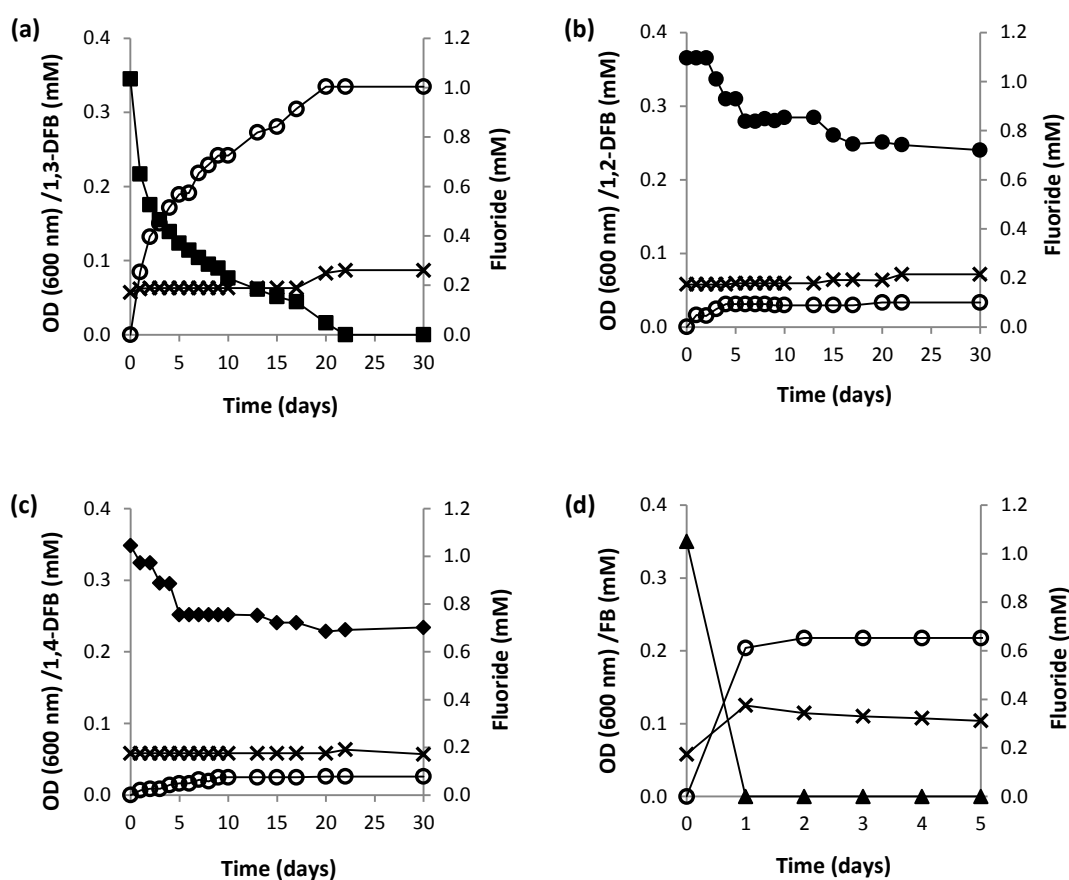 (a)
OD (600 nm) /1,3-DFB (mM)
0.4
0.3
0.2
0.1
0.0
1.2
1.0
0.8
0.6
0.4
0.2
0.0
Fluoride (mM)
0 5 10 15 20 25 30
Time (days)
(b)
OD (600 nm) /1,2-DFB (mM)
0.4
0.3
0.2
0.1
0.0
1.2
1.0
0.8
0.6
0.4
0.2
0.0
Fluoride (mM)
0 5 10 15 20 25 30
Time (days)
(c)
OD (600 nm) /1,4-DFB (mM)
0.4
0.3
0.2
0.1
0.0
1.2
1.0
0.8
0.6
0.4
0.2
0.0
Fluoride (mM)
0 5 10 15 20 25 30
Time (days)
(d)
OD (600 nm) /FB (mM)
0.4
0.3
0.2
0.1
0.0
1.2
1.0
0.8
0.6
0.4
0.2
0.0
Fluoride (mM)
0 1 2 3 4 5
Time (days)